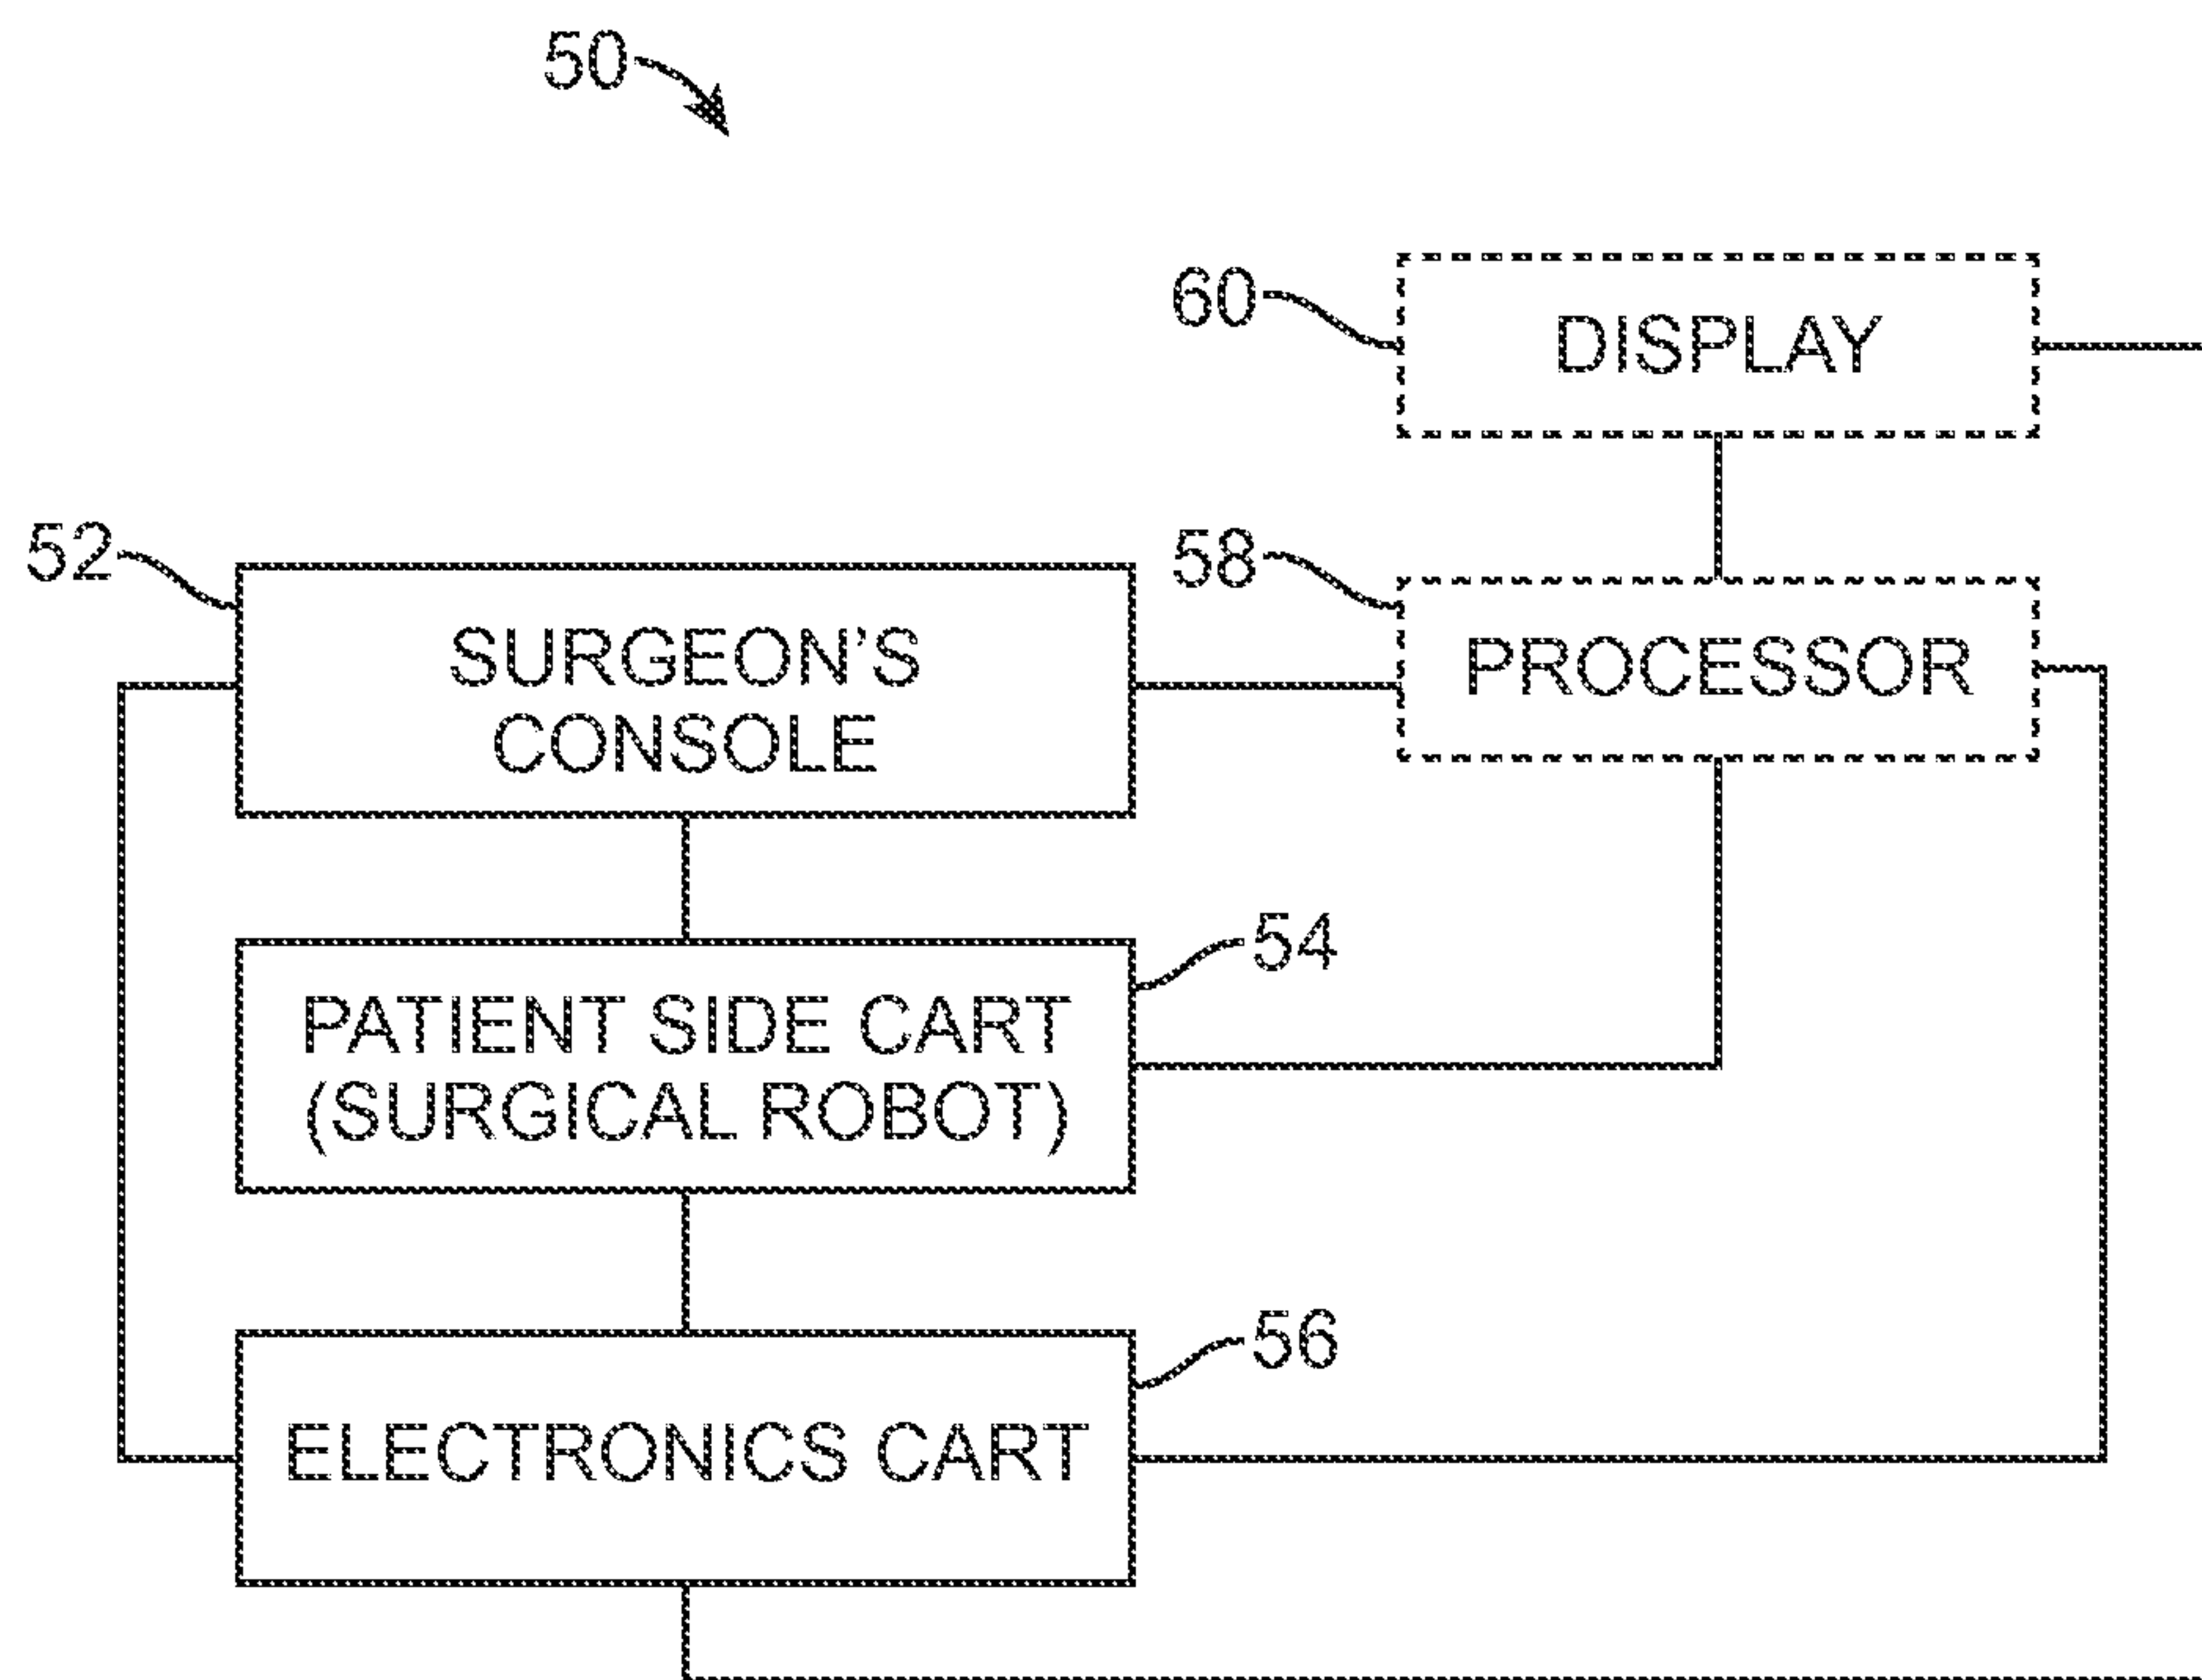 50
60
DISPLAY
52
58
SURGEON’S
CONSOLE
PROCESSOR
54
PATIENT SIDE CART
(SURGICAL ROBOT)
56
ELECTRONICS CART